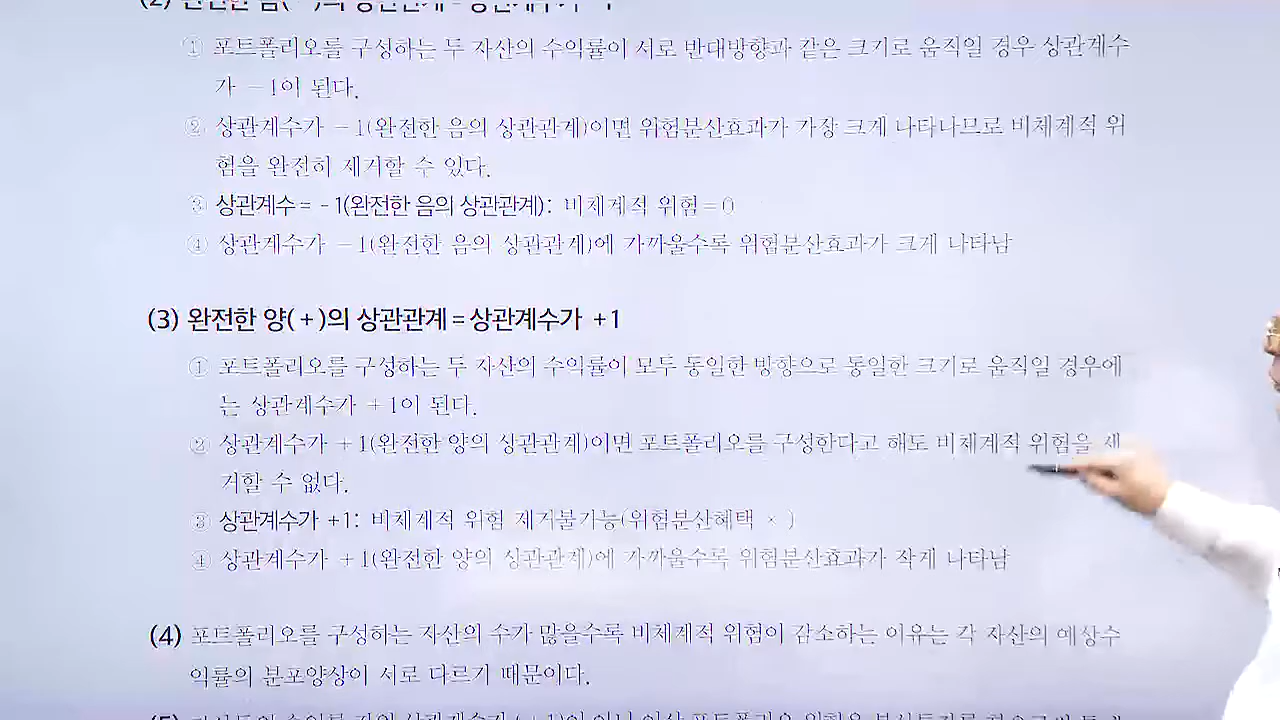 (2) 완전한 음( - )의 상관관계 = 상관계수가 -1
① 포트폴리오를 구성하는 두 자산의 수익률이 서로 반대방향과 같은 크기로 움직일 경우 상관계수
가 -1이 된다.
② 상관계수가 -1(완전한 음의 상관관계)이면 위험분산효과가 가장 크게 나타나므로 비체계적 위
험을 완전히 제거할 수 있다.
③ 상관계수 = -1(완전한 음의 상관관계): 비체계적 위험 = 0
④ 상관계수가 -1(완전한 음의 상관관계)에 가까울수록 위험분산효과가 크게 나타남
(3) 완전한 양( + )의 상관관계 = 상관계수가 +1
① 포트폴리오를 구성하는 두 자산의 수익률이 모두 동일한 방향으로 동일한 크기로 움직일 경우에
는 상관계수가 +1이 된다.
② 상관계수가 +1(완전한 양의 상관관계)이면 포트폴리오를 구성한다고 해도 비체계적 위험을 제
거할 수 없다.
③ 상관계수가 +1: 비체계적 위험 제거불가능(위험분산혜택 × )
④ 상관계수가 +1(완전한 양의 상관관계)에 가까울수록 위험분산효과가 작게 나타남
(4) 포트폴리오를 구성하는 자산의 수가 많을수록 비체계적 위험이 감소하는 이유는 각 자산의 예상수
익률의 분포양상이 서로 다르기 때문이다.
(5)